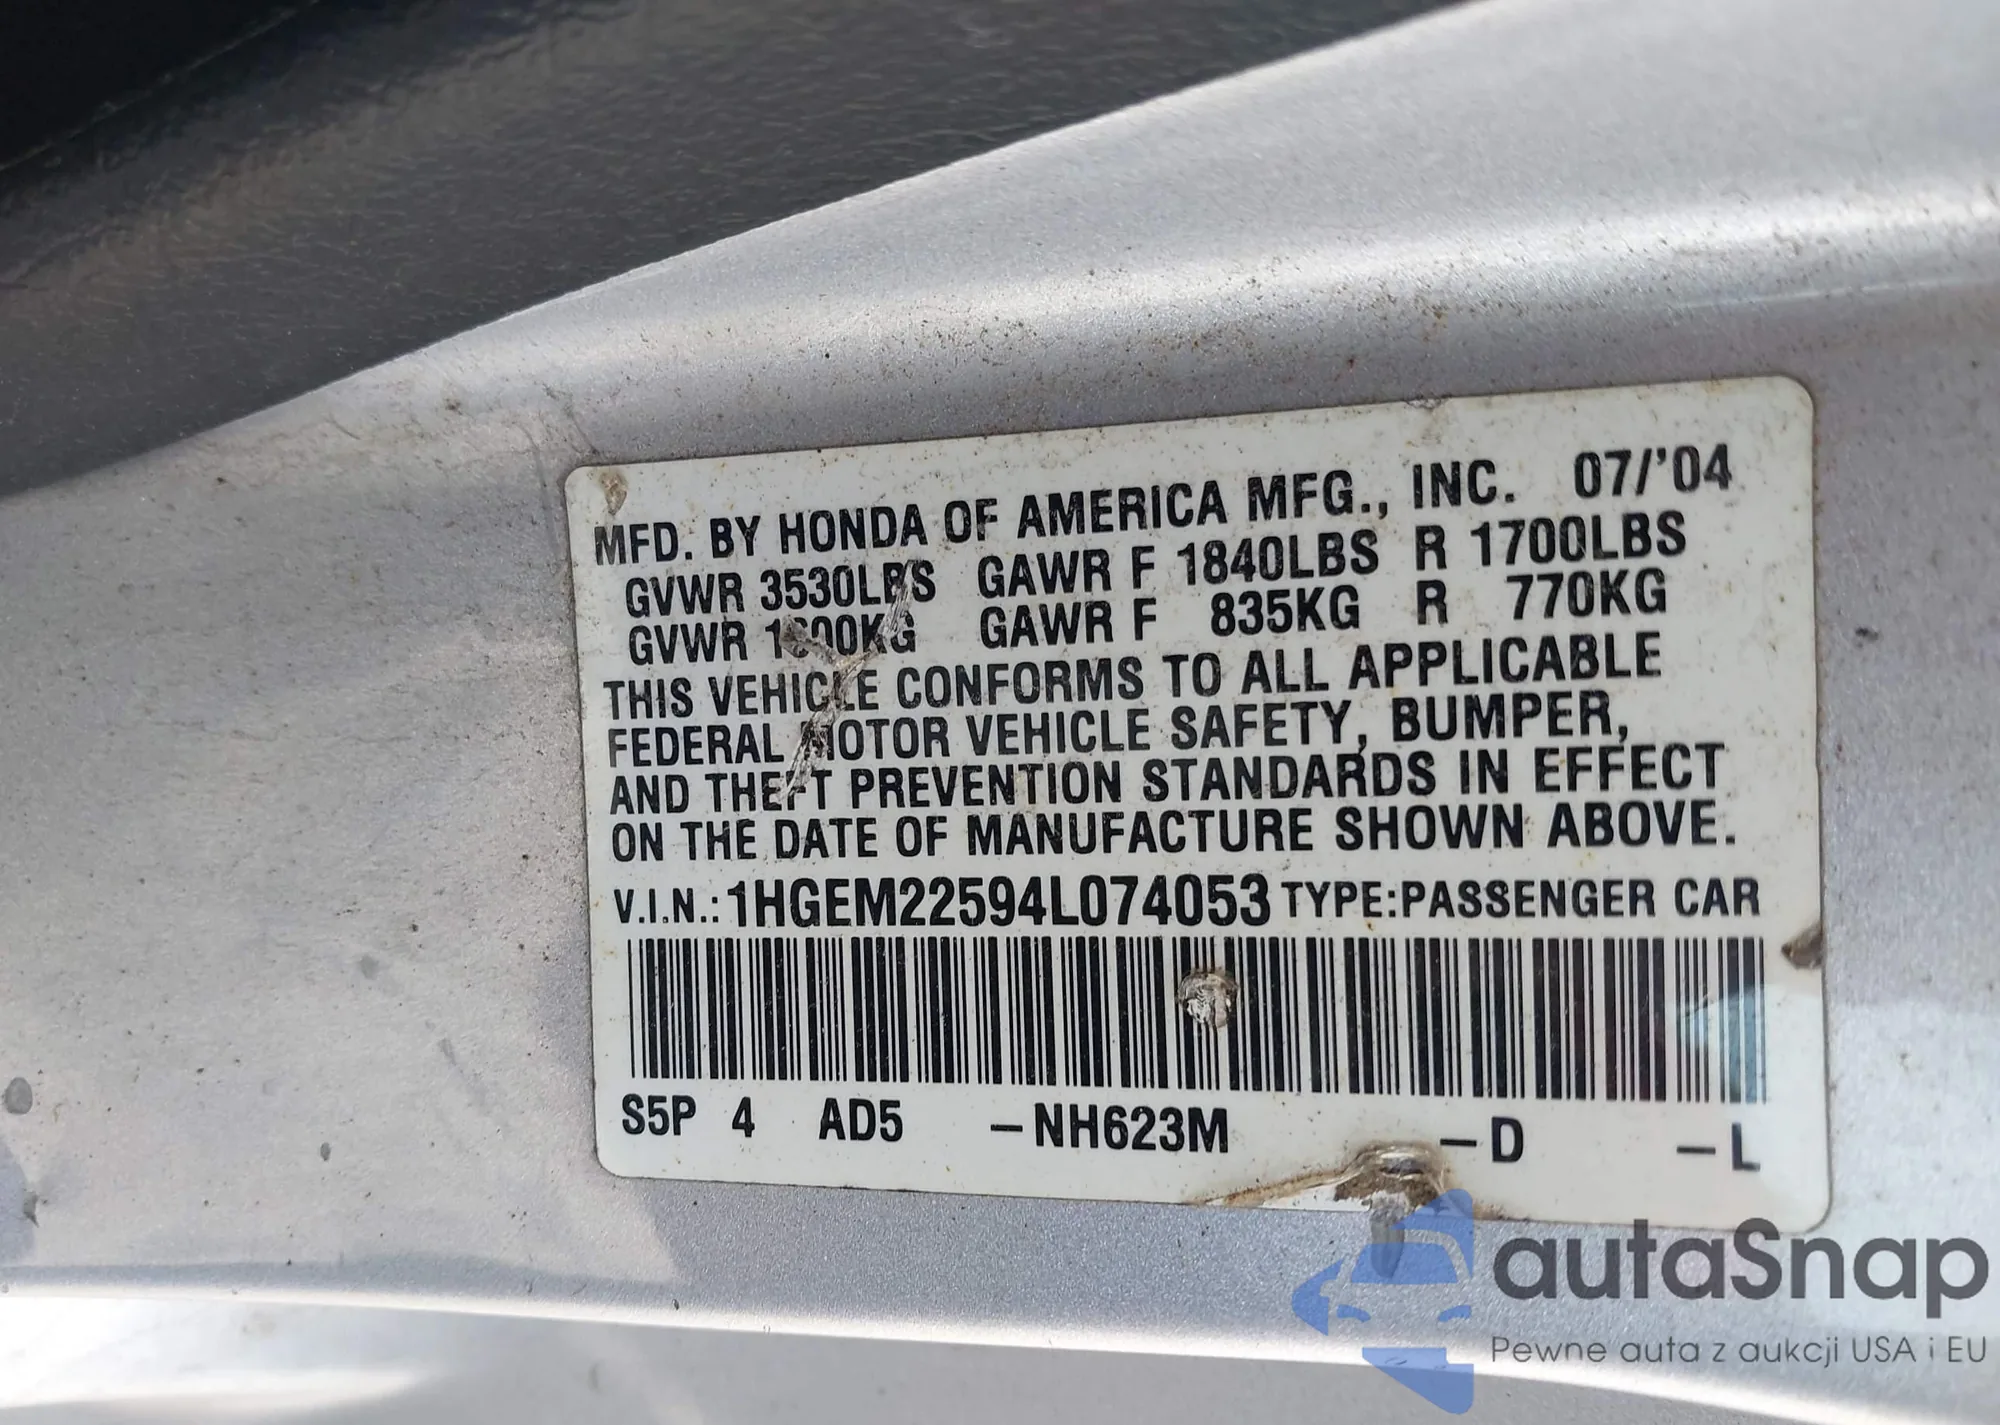 MFD. BY HONDA OF AMERICA MFG., INC. 07/'04
GVWR 3530LBS GAWR F 1840LBS R 1700LBS
GVWR 1600KG GAWR F 835KG R 770KG
THIS VEHICLE CONFORMS TO ALL APPLICABLE
FEDERAL MOTOR VEHICLE SAFETY, BUMPER,
AND THEFT PREVENTION STANDARDS IN EFFECT
ON THE DATE OF MANUFACTURE SHOWN ABOVE.
V.I.N.: 1HGEM22594L074053 TYPE:PASSENGER CAR
S5P 4 AD5 -NH623M -D -L
autaSnap
Pewne auta z aukcji USA i EU